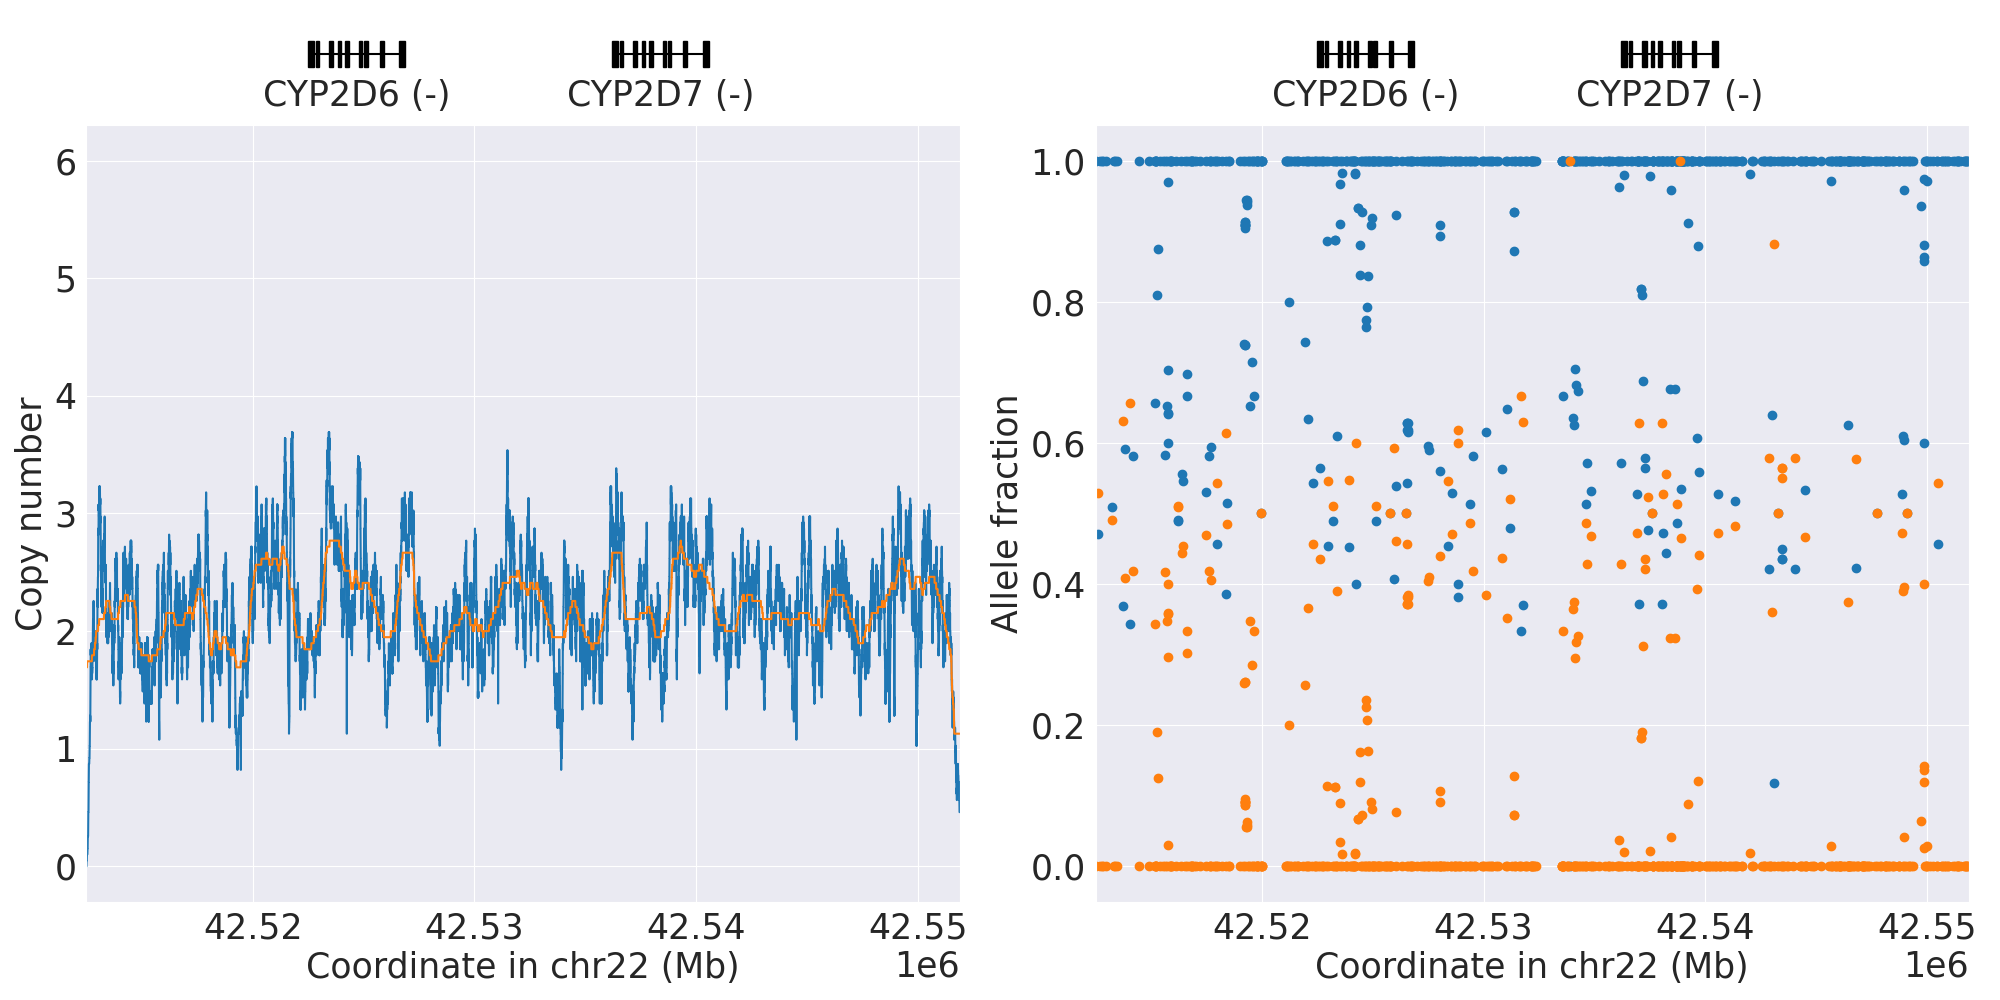 CYP2D6 (-) CYP2D7 (-)
6
5
4
3
2
1
0
Copy number
42.52 42.53 42.54 42.55
Coordinate in chr22 (Mb)
1e6
CYP2D6 (-) CYP2D7 (-)
1.0
0.8
0.6
0.4
0.2
0.0
Allele fraction
42.52 42.53 42.54 42.55
Coordinate in chr22 (Mb)
1e6